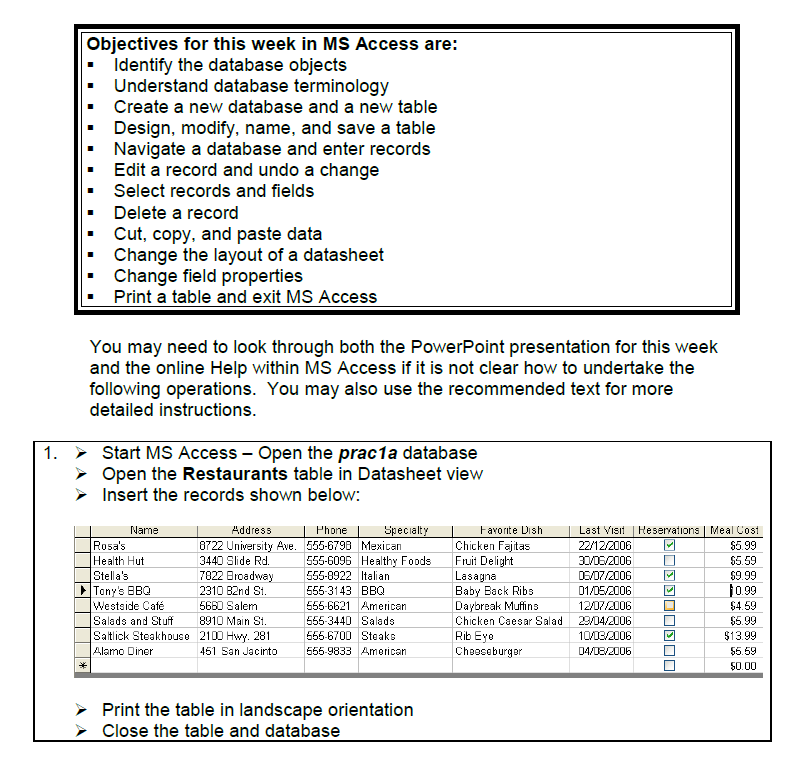 Objectives for this week in MS Access are:
▪ Identify the database objects
▪ Understand database terminology
▪ Create a new database and a new table
▪ Design, modify, name, and save a table
▪ Navigate a database and enter records
▪ Edit a record and undo a change
▪ Select records and fields
▪ Delete a record
▪ Cut, copy, and paste data
▪ Change the layout of a datasheet
▪ Change field properties
▪ Print a table and exit MS Access
You may need to look through both the PowerPoint presentation for this week
and the online Help within MS Access if it is not clear how to undertake the
following operations. You may also use the recommended text for more
detailed instructions.
1. ➢ Start MS Access – Open the prac1a database
➢ Open the Restaurants table in Datasheet view
➢ Insert the records shown below:
Name Address Phone Specialty Favorite Dish Last Visit Reservations Meal Cost
Rosa's 8722 University Ave. 555-6798 Mexican Chicken Fajitas 22/12/2006 $5.99
Health Hut 3440 Slide Rd. 555-6096 Healthy Foods Fruit Delight 30/06/2006 $5.59
Stella's 7822 Broadway 555-8922 Italian Lasagna 06/07/2006 $9.99
Tony's BBQ 2310 82nd St. 555-3143 BBQ Baby Back Ribs 01/05/2006 10.99
Westside Café 5660 Salem 555-6621 American Daybreak Muffins 12/07/2006 $4.59
Salads and Stuff 8910 Main St. 555-3440 Salads Chicken Caesar Salad 29/04/2006 $5.99
Saltlick Steakhouse 2100 Hwy. 281 555-6700 Steaks Rib Eye 10/03/2006 $13.99
Alamo Diner 451 San Jacinto 555-9833 American Cheeseburger 04/08/2006 $5.59
$0.00
➢ Print the table in landscape orientation
➢ Close the table and database